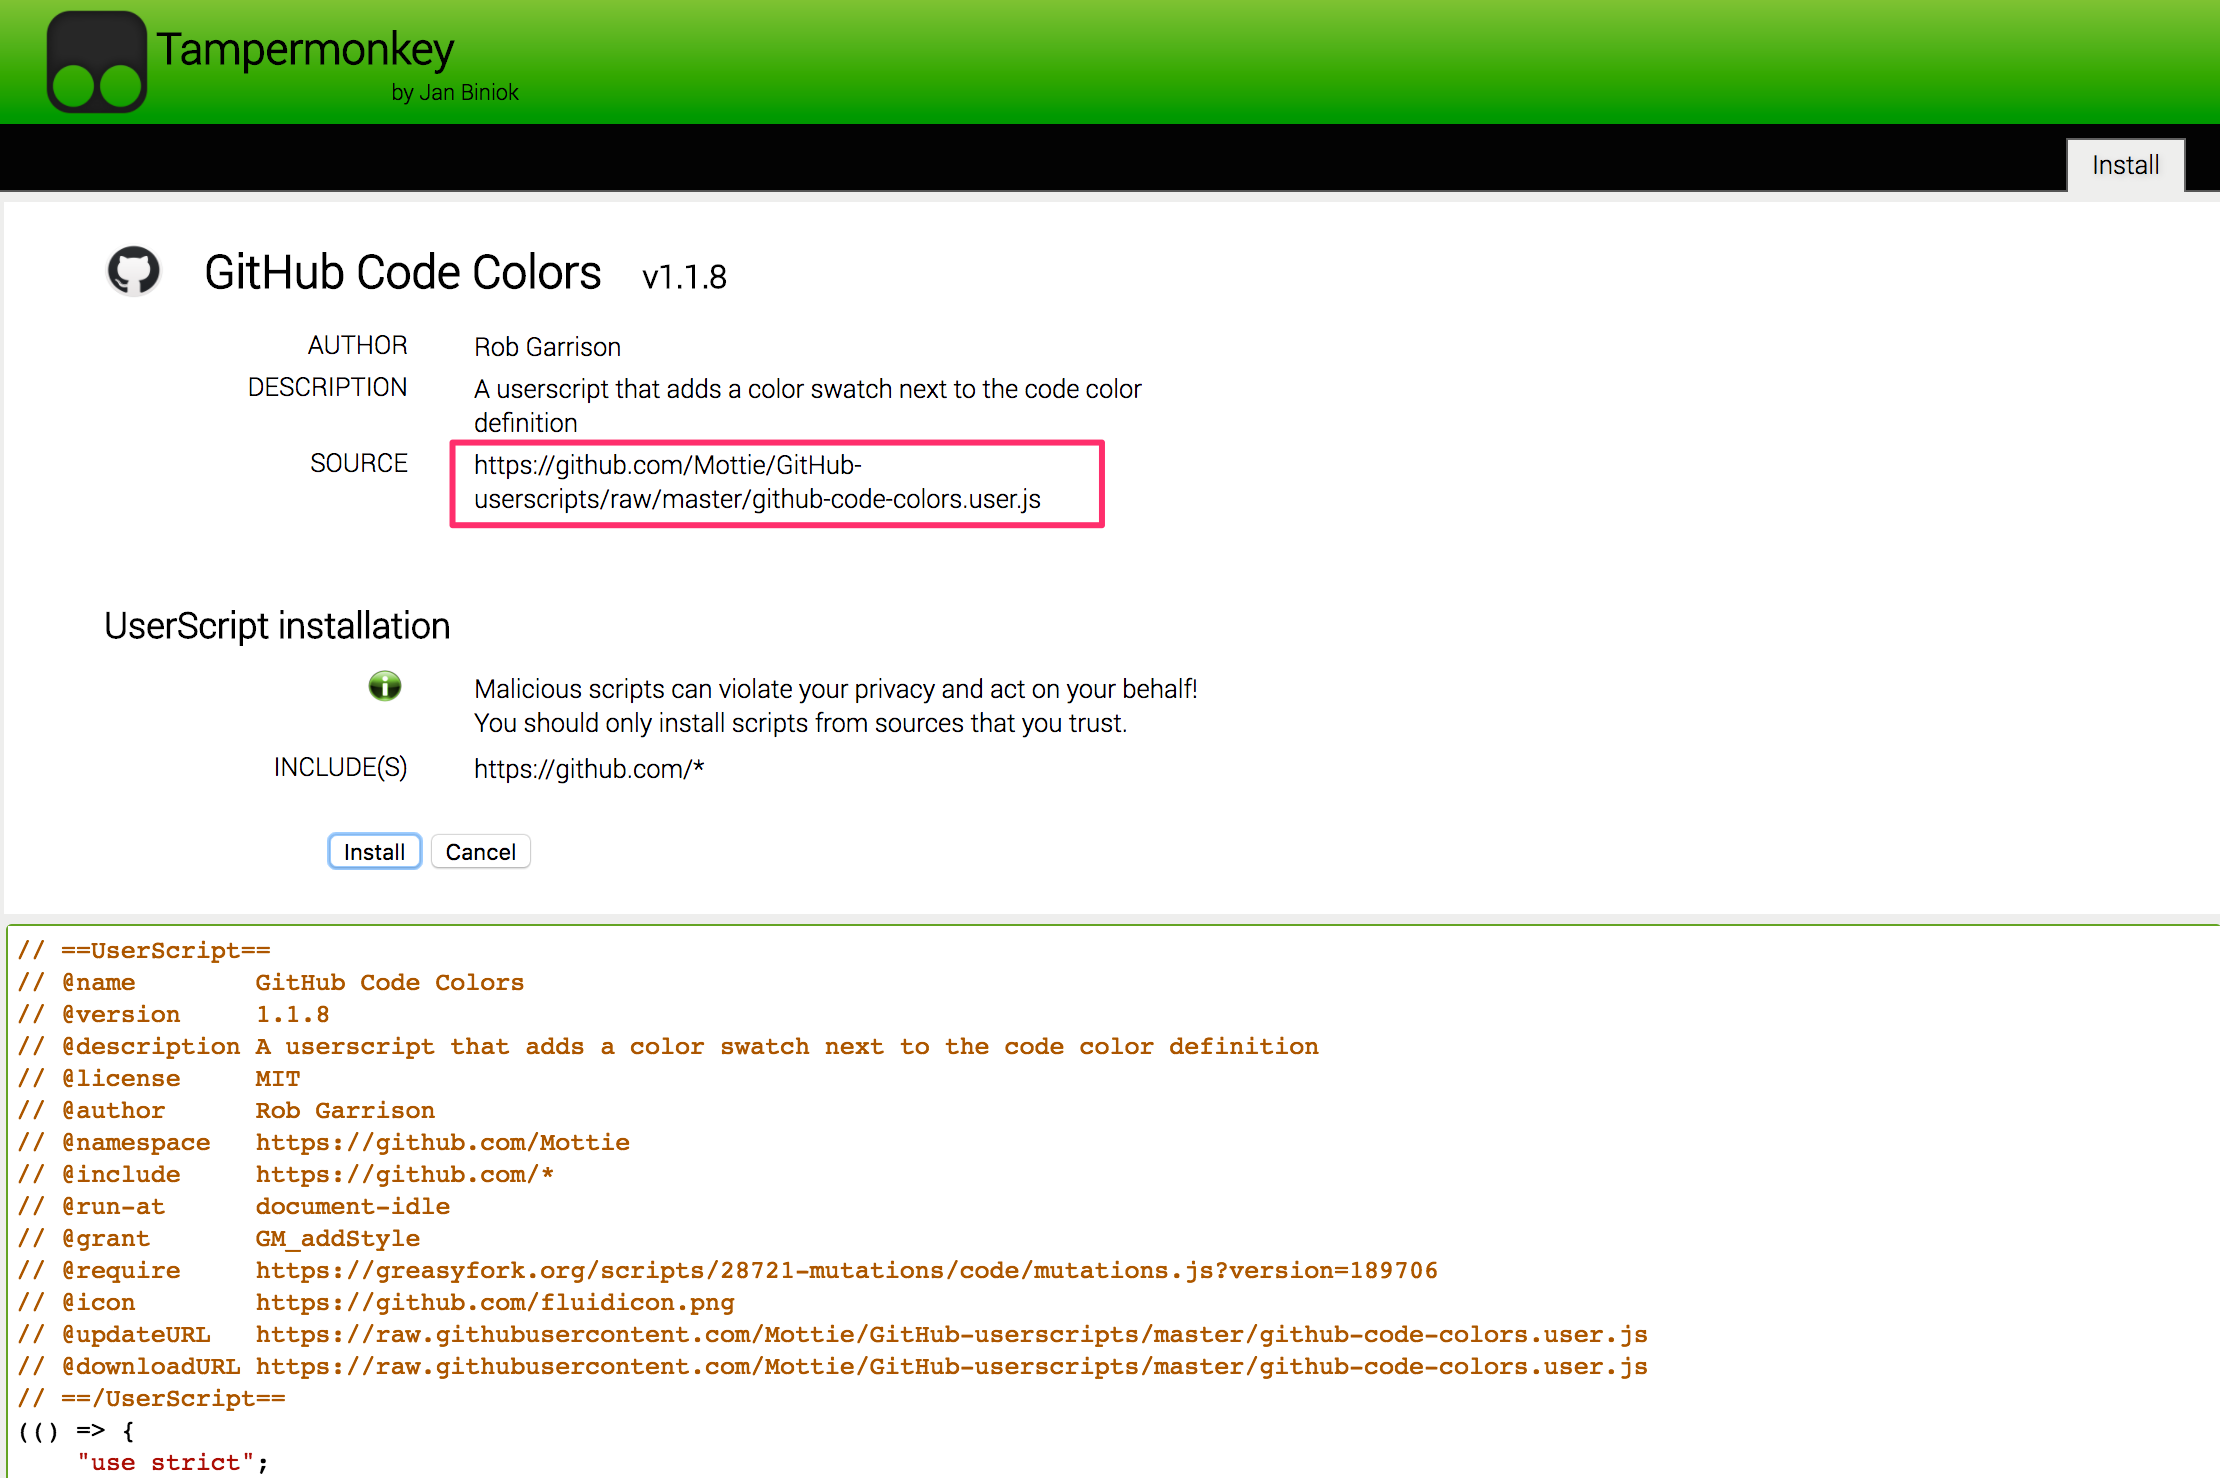 Tampermonkey
by Jan Biniok
Install
GitHub Code Colors v1.1.8
AUTHOR Rob Garrison
DESCRIPTION A userscript that adds a color swatch next to the code color
definition
SOURCE https://github.com/Mottie/GitHub-
userscripts/raw/master/github-code-colors.user.js
UserScript installation
Malicious scripts can violate your privacy and act on your behalf!
You should only install scripts from sources that you trust.
INCLUDE(S) https://github.com/*
Install Cancel
// ==UserScript==
// @name        GitHub Code Colors
// @version     1.1.8
// @description A userscript that adds a color swatch next to the code color definition
// @license     MIT
// @author      Rob Garrison
// @namespace   https://github.com/Mottie
// @include     https://github.com/*
// @run-at      document-idle
// @grant       GM_addStyle
// @require     https://greasyfork.org/scripts/28721-mutations/code/mutations.js?version=189706
// @icon        https://github.com/fluidicon.png
// @updateURL   https://raw.githubusercontent.com/Mottie/GitHub-userscripts/master/github-code-colors.user.js
// @downloadURL https://raw.githubusercontent.com/Mottie/GitHub-userscripts/master/github-code-colors.user.js
// ==/UserScript==
(() => {
    "use strict";